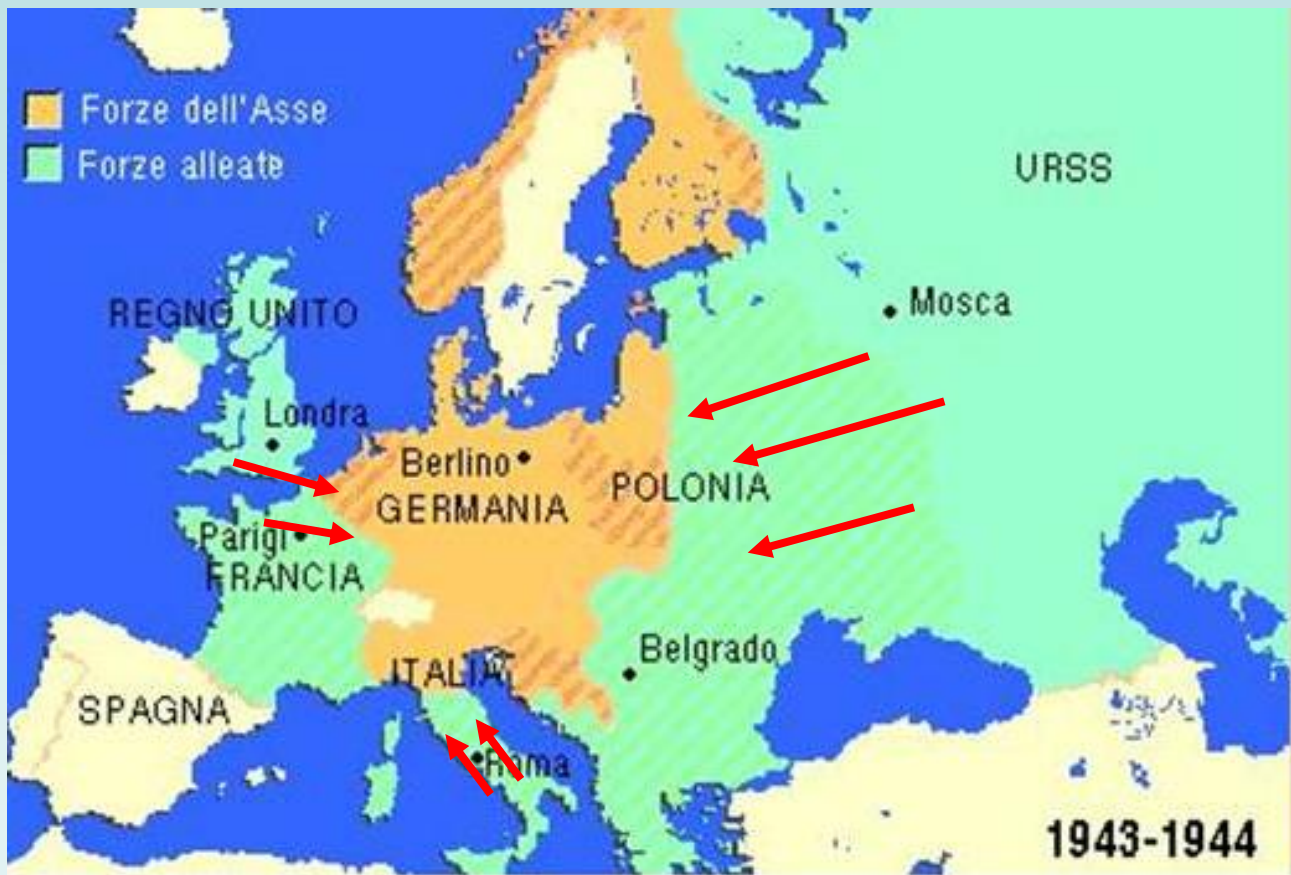 Forze dell'Asse
Forze alleate
URSS
REGNO UNITO
Mosca
Londra
Berlino
GERMANIA
POLONIA
Parigi
FRANCIA
Belgrado
ITALIA
SPAGNA
Roma
1943-1944